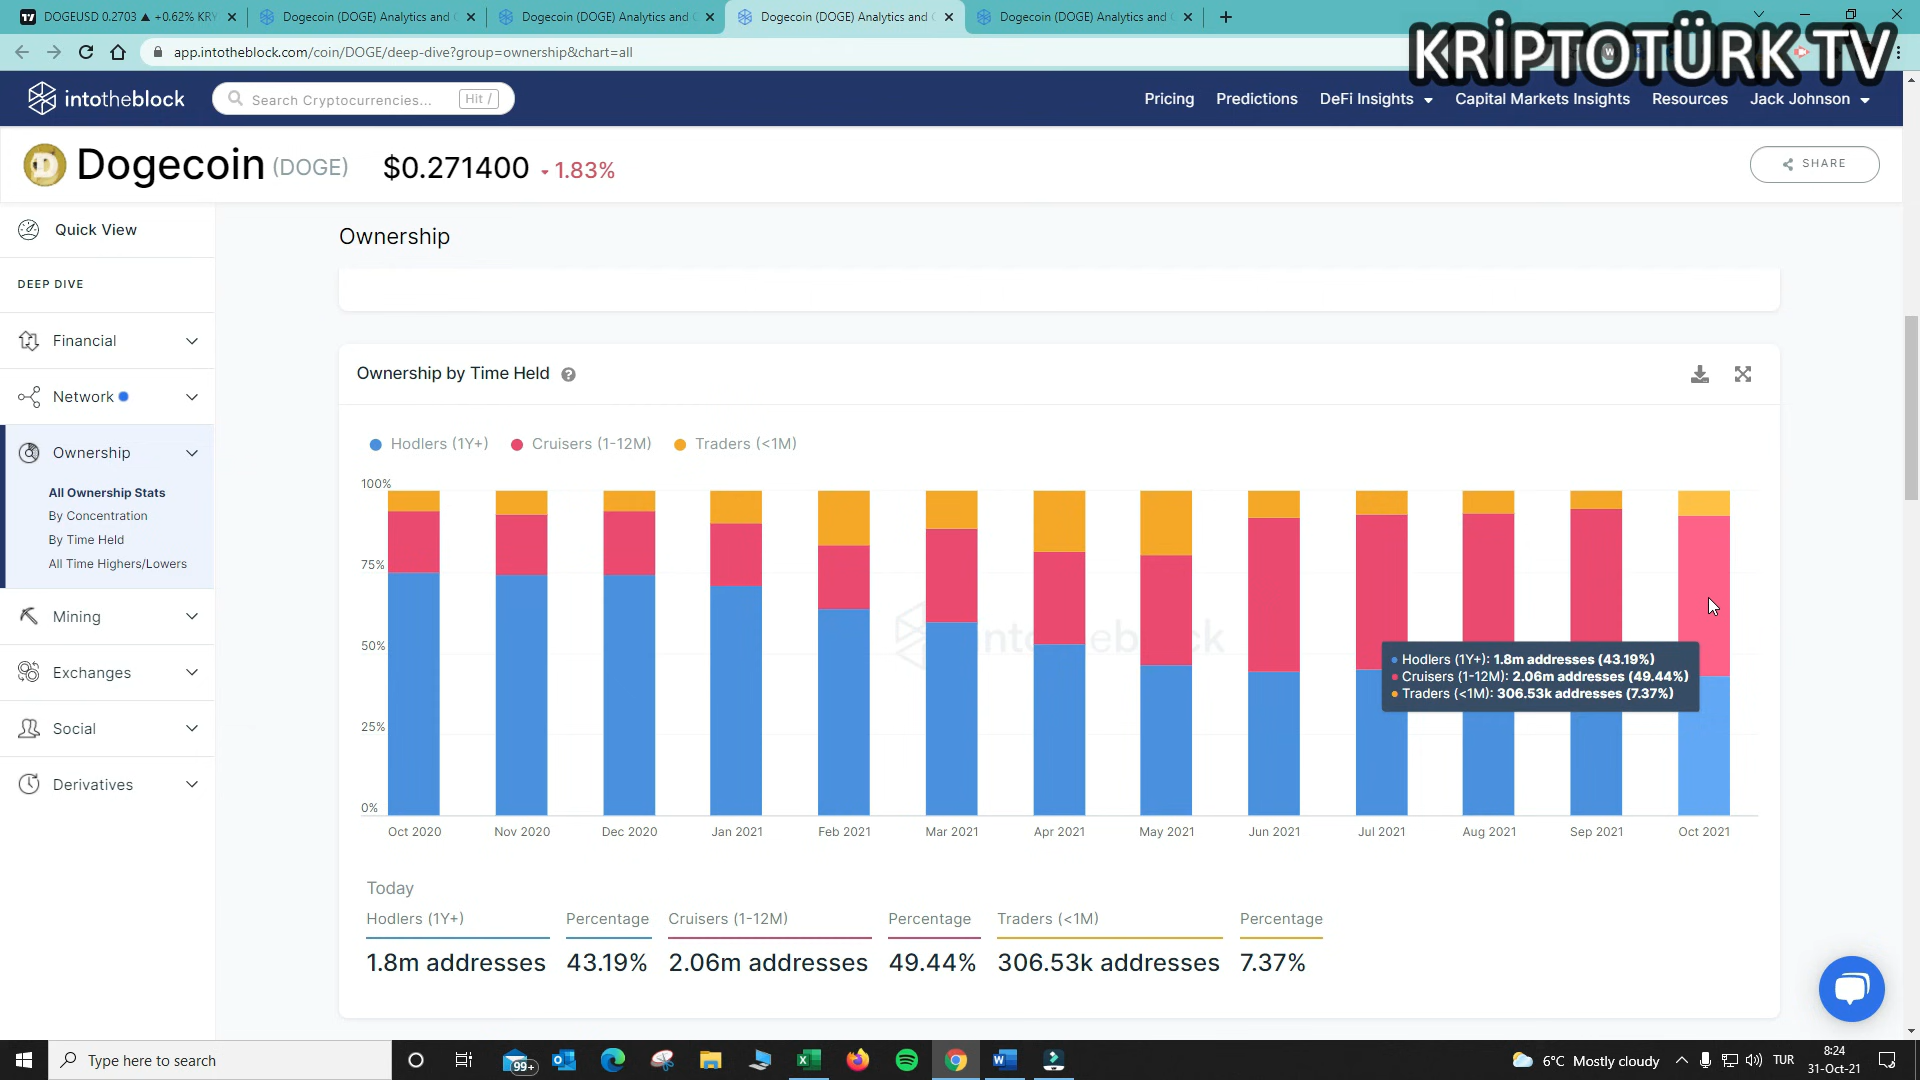 DOGEUSD 0.2703 ▲ +0.62% KRY
Dogecoin (DOGE) Analytics and C
Dogecoin (DOGE) Analytics and C
Dogecoin (DOGE) Analytics and C
Dogecoin (DOGE) Analytics and C
app.intotheblock.com/coin/DOGE/deep-dive?group=ownership&chart=all
KRİPTOTÜRK TV
intotheblock
Search Cryptocurrencies...
Hit /
Pricing
Predictions
DeFi Insights
Capital Markets Insights
Resources
Jack Johnson
Dogecoin (DOGE)
$0.271400
1.83%
SHARE
Quick View
DEEP DIVE
Financial
Network
Ownership
All Ownership Stats
By Concentration
By Time Held
All Time Highers/Lowers
Mining
Exchanges
Social
Derivatives
Ownership
Ownership by Time Held
Hodlers (1Y+)
Cruisers (1-12M)
Traders (<1M)
100%
75%
50%
25%
0%
intotheblock
Hodlers (1Y+): 1.8m addresses (43.19%)
Cruisers (1-12M): 2.06m addresses (49.44%)
Traders (<1M): 306.53k addresses (7.37%)
Oct 2020
Nov 2020
Dec 2020
Jan 2021
Feb 2021
Mar 2021
Apr 2021
May 2021
Jun 2021
Jul 2021
Aug 2021
Sep 2021
Oct 2021
Today
Hodlers (1Y+)
Percentage
Cruisers (1-12M)
Percentage
Traders (<1M)
Percentage
1.8m addresses
43.19%
2.06m addresses
49.44%
306.53k addresses
7.37%
Type here to search
99+
6°C Mostly cloudy
TUR
8:24
31-Oct-21